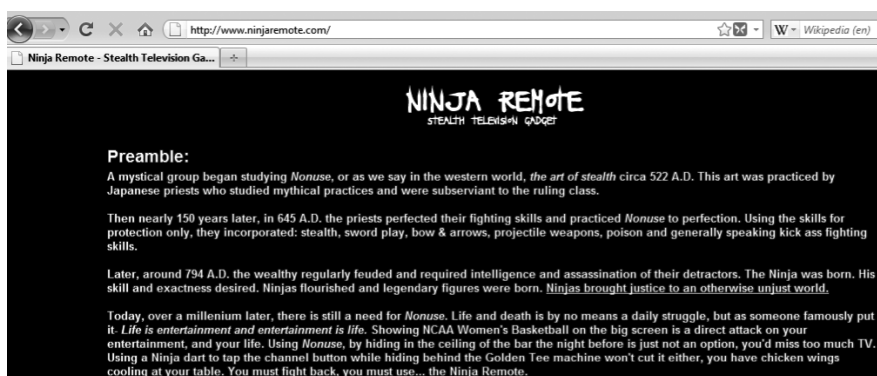 http://www.ninjaremote.com/
W Wikipedia (en)
Ninja Remote - Stealth Television Ga...
NINJA REMOTE
STEALTH TELEVISION GADGET
Preamble:
A mystical group began studying Nonuse, or as we say in the western world, the art of stealth circa 522 A.D. This art was practiced by
Japanese priests who studied mythical practices and were subserviant to the ruling class.
Then nearly 150 years later, in 645 A.D. the priests perfected their fighting skills and practiced Nonuse to perfection. Using the skills for
protection only, they incorporated: stealth, sword play, bow & arrows, projectile weapons, poison and generally speaking kick ass fighting
skills.
Later, around 794 A.D. the wealthy regularly feuded and required intelligence and assassination of their detractors. The Ninja was born. His
skill and exactness desired. Ninjas flourished and legendary figures were born. Ninjas brought justice to an otherwise unjust world.
Today, over a millenium later, there is still a need for Nonuse. Life and death is by no means a daily struggle, but as someone famously put
it- Life is entertainment and entertainment is life. Showing NCAA Women's Basketball on the big screen is a direct attack on your
entertainment, and your life. Using Nonuse, by hiding in the ceiling of the bar the night before is just not an option, you'd miss too much TV.
Using a Ninja dart to tap the channel button while hiding behind the Golden Tee machine won't cut it either, you have chicken wings
cooling at your table. You must fight back, you must use... the Ninja Remote.